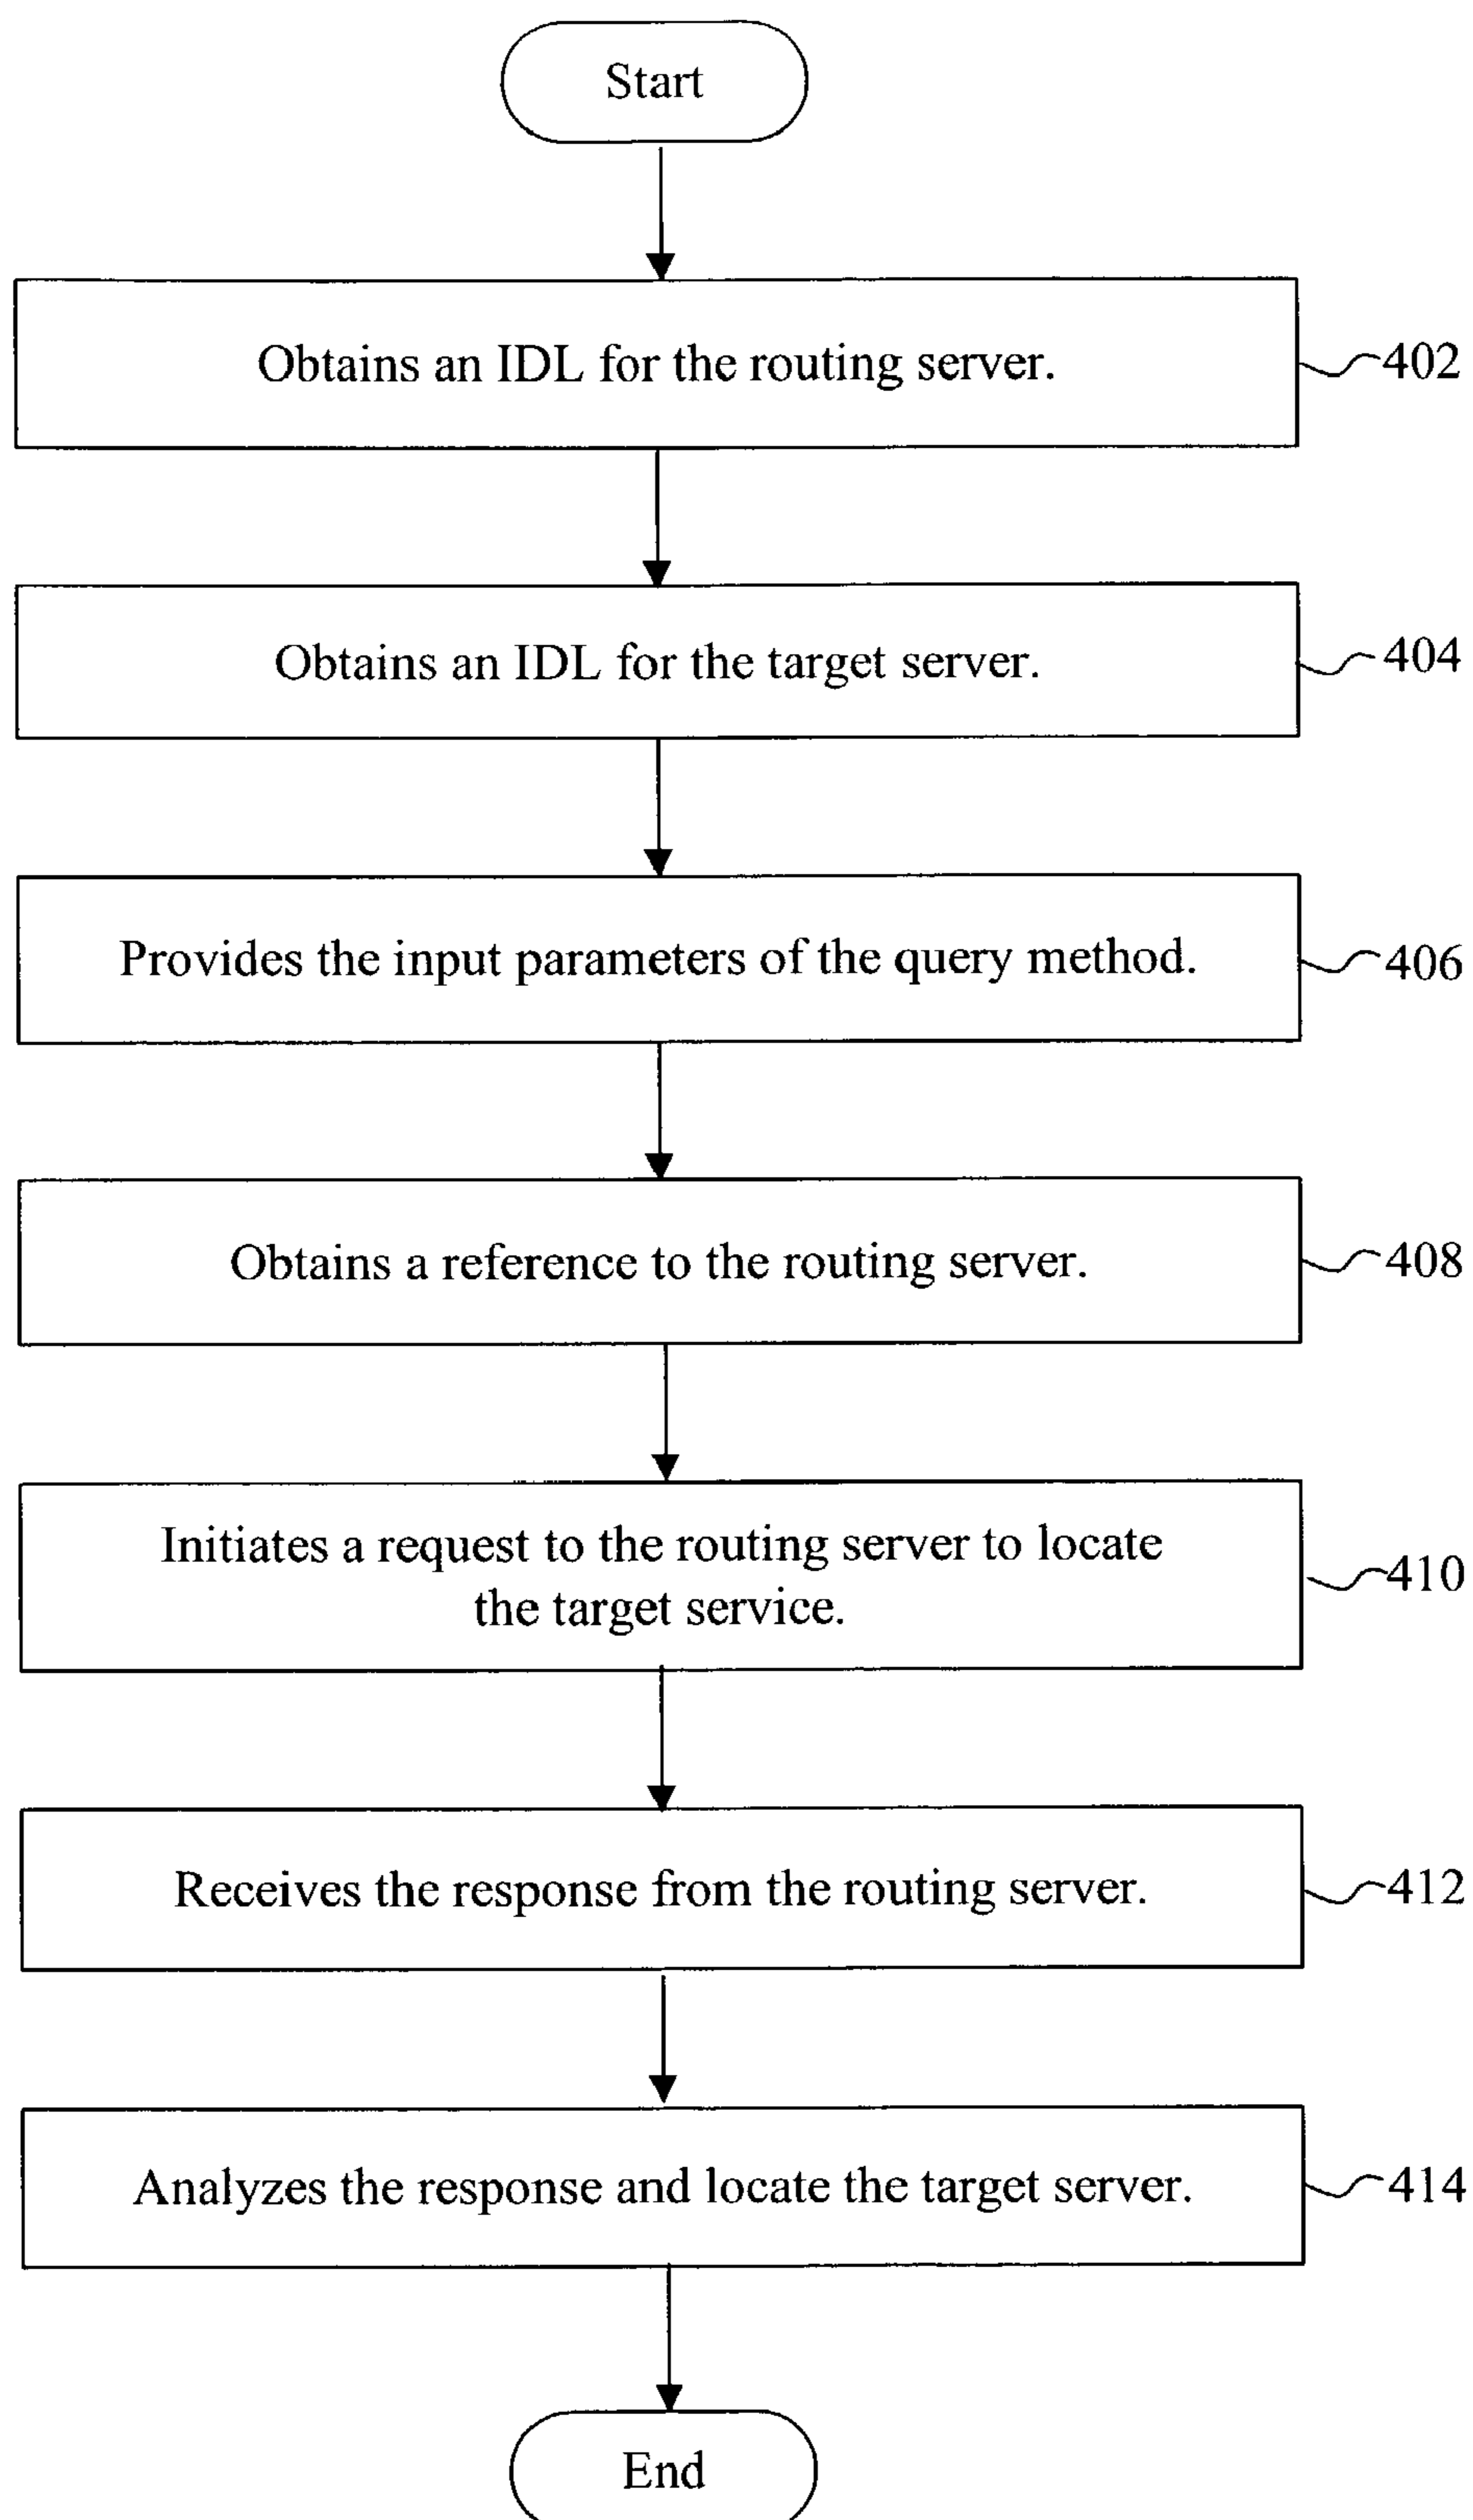 Start
Obtains an IDL for the routing server.
402
Obtains an IDL for the target server.
404
Provides the input parameters of the query method.
406
Obtains a reference to the routing server.
408
Initiates a request to the routing server to locate
the target service.
410
Receives the response from the routing server.
412
Analyzes the response and locate the target server.
414
End